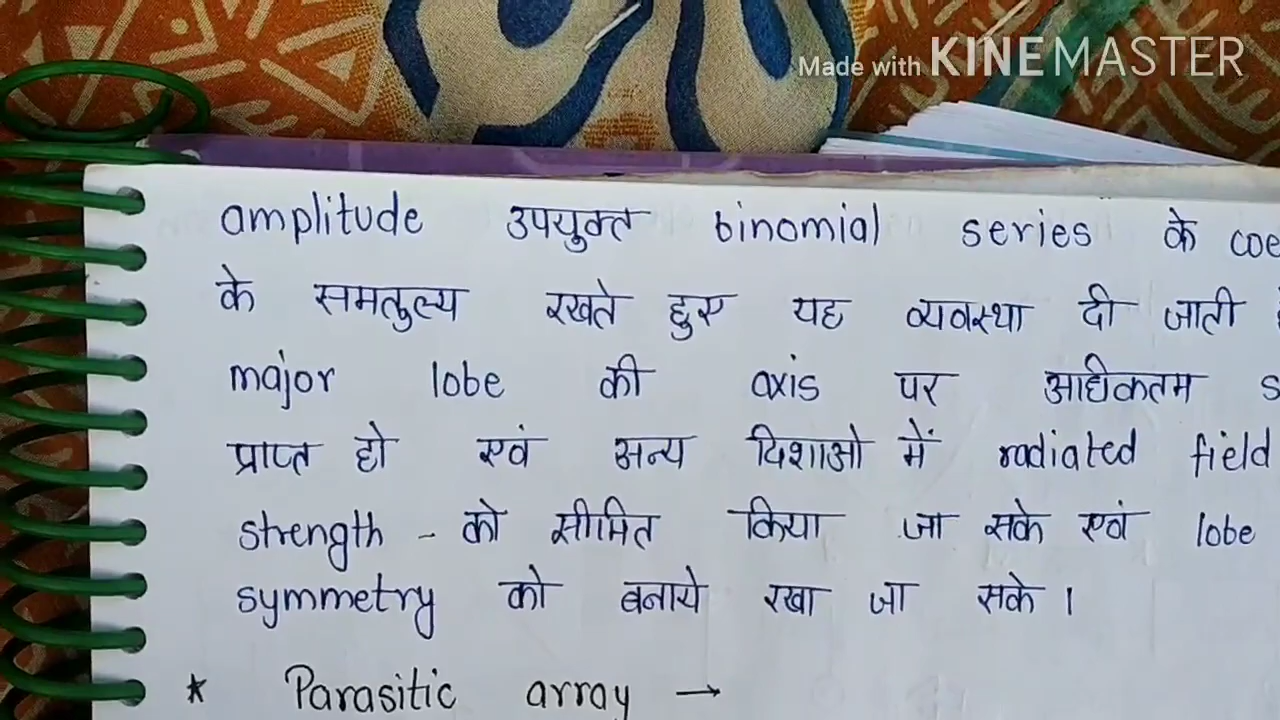 Made with KINEMASTER
amplitude उपयुक्त binomial series के
के समतुल्य रखते हुए यह व्यवस्था दी जाती
major lobe की axis पर अधिकतम
प्राप्त हो एवं अन्य दिशाओ में radiated field
strength - को सीमित किया जा सके एवं lobe
symmetry को बनाये रखा जा सके ।
* Parasitic array →